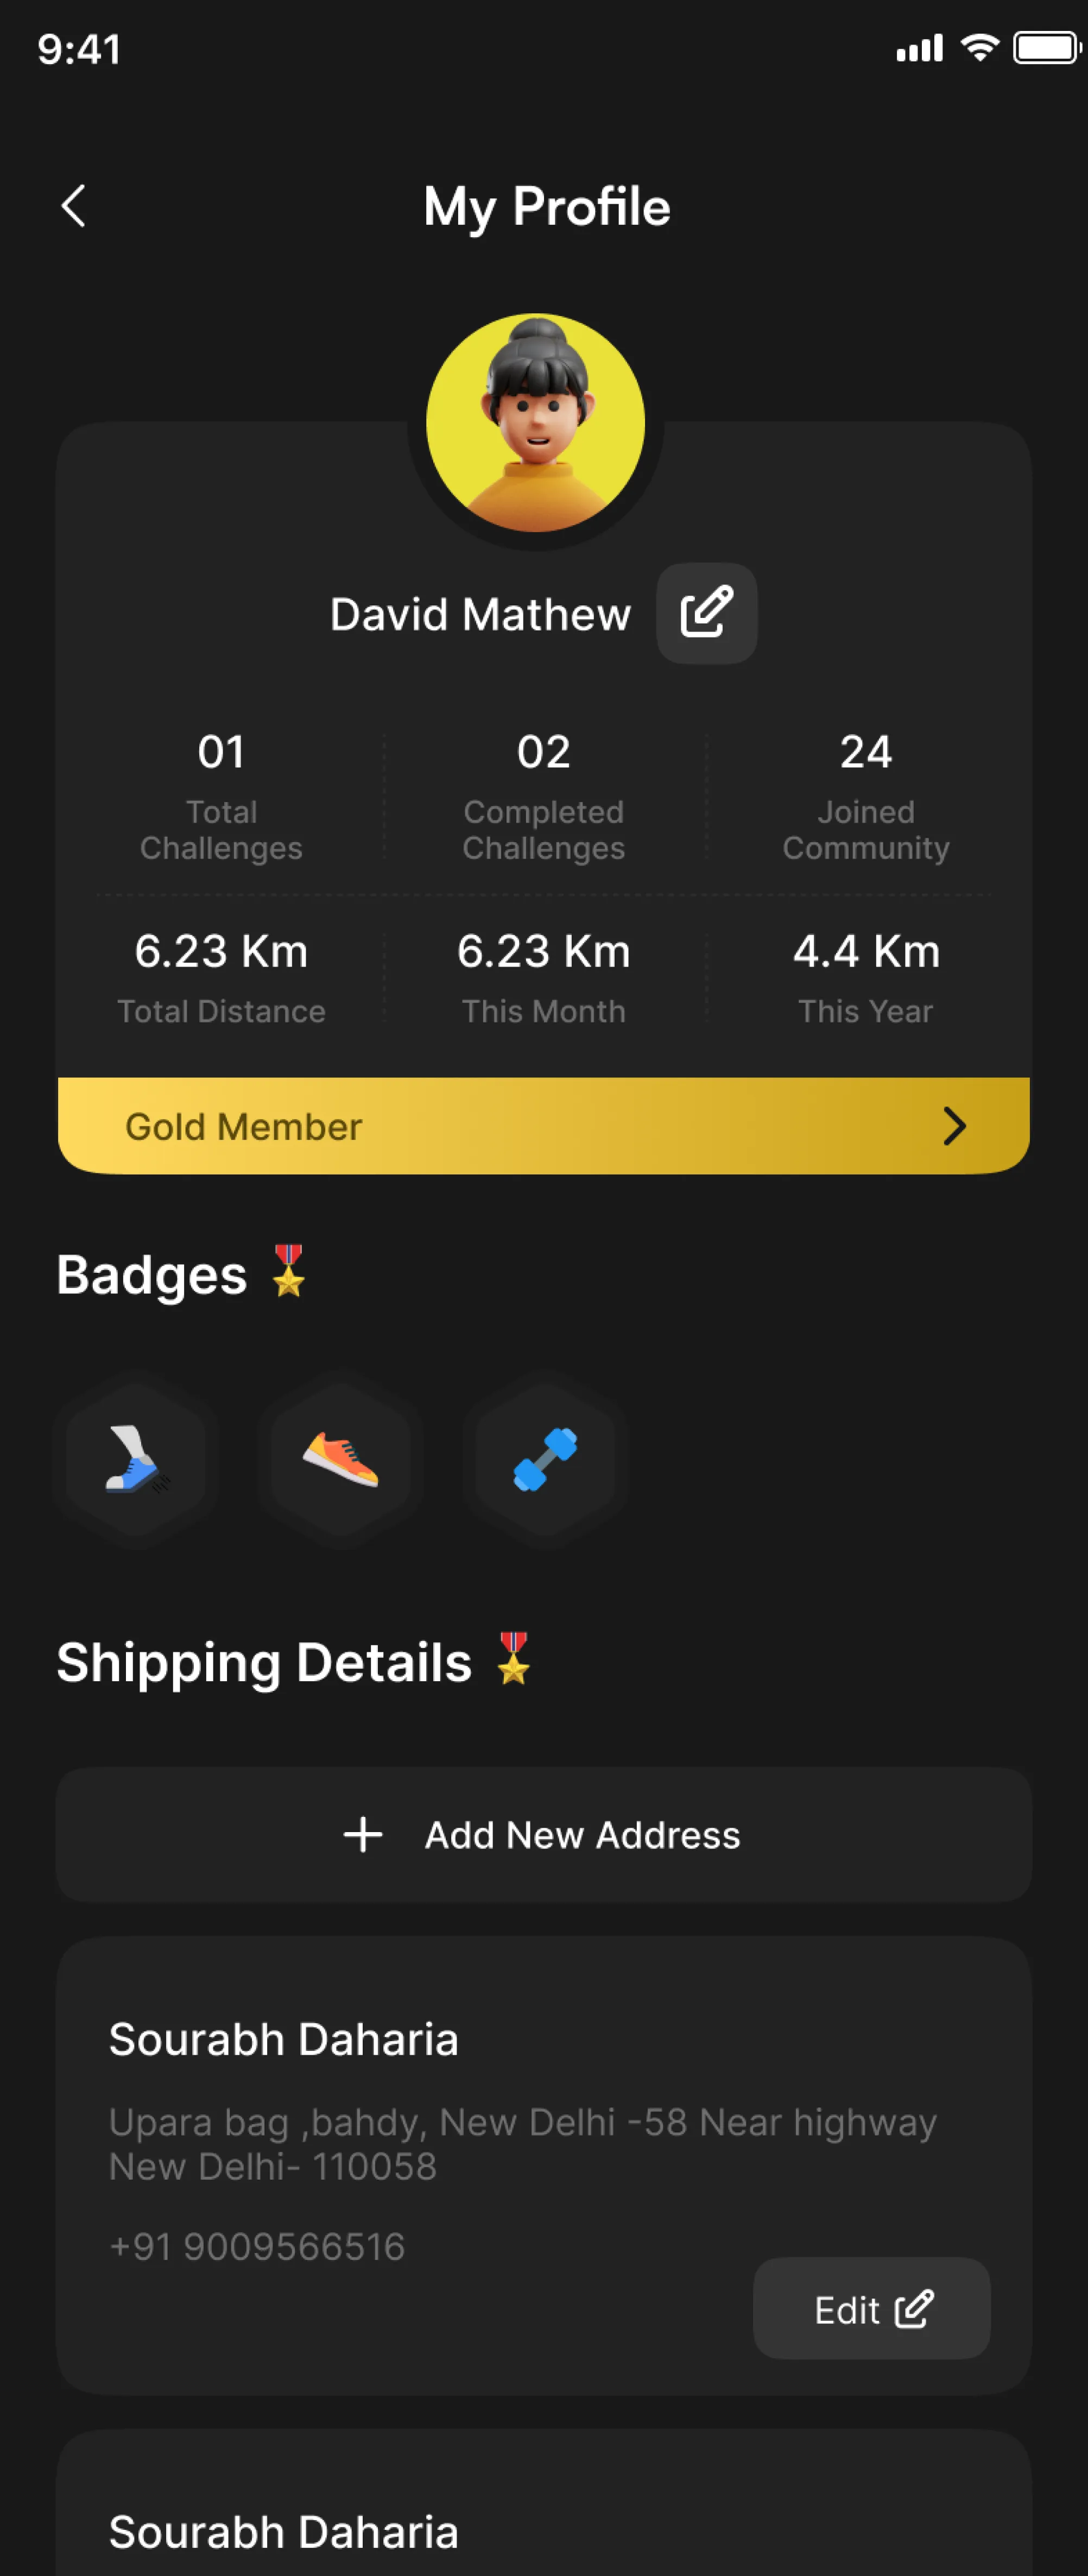 9:41
My Profile
David Mathew
01
Total
Challenges
02
Completed
Challenges
24
Joined
Community
6.23 Km
Total Distance
6.23 Km
This Month
4.4 Km
This Year
Gold Member
Badges
Shipping Details
Add New Address
Sourabh Daharia
Upara bag ,bahdy, New Delhi -58 Near highway
New Delhi- 110058
+91 9009566516
Edit
Sourabh Daharia